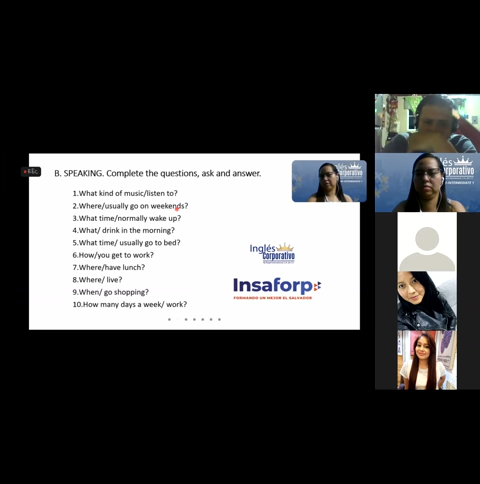 B. SPEAKING. Complete the questions, ask and answer.
1.What kind of music/listen to?
2.Where/usually go on weekends?
3.What time/normally wake up?
4.What/ drink in the morning?
5.What time/ usually go to bed?
6.How/you get to work?
7.Where/have lunch?
8.Where/ live?
9.When/ go shopping?
10.How many days a week/ work?
Inglés
Corporativo
Insaforp
FORMANDO UN MEJOR EL SALVADOR